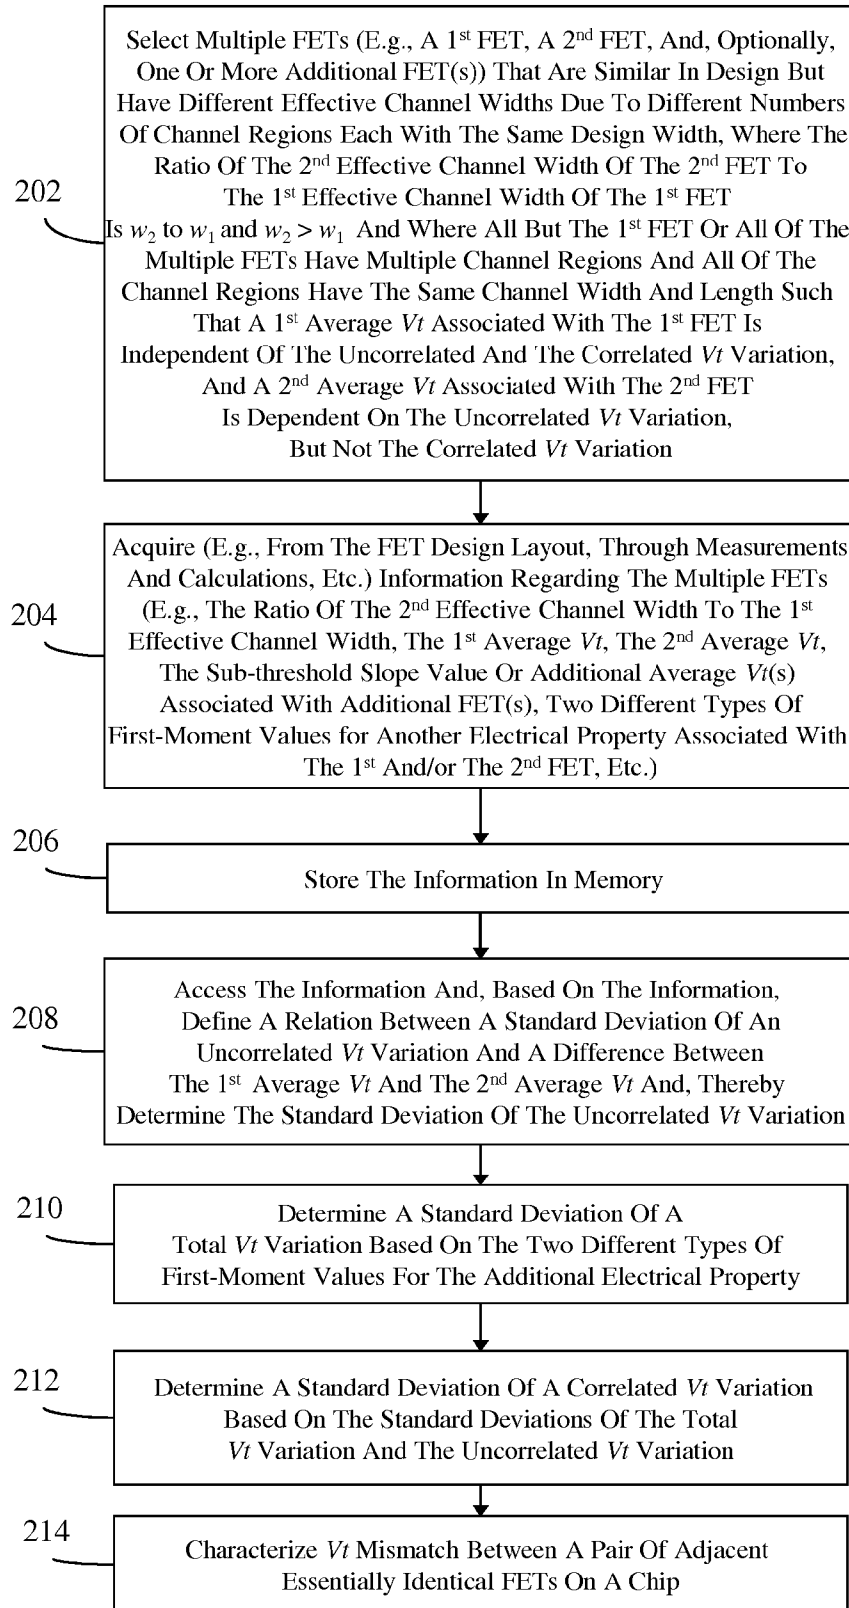 202
Select Multiple FETs (E.g., A 1st FET, A 2nd FET, And, Optionally,
One Or More Additional FET(s)) That Are Similar In Design But
Have Different Effective Channel Widths Due To Different Numbers
Of Channel Regions Each With The Same Design Width, Where The
Ratio Of The 2nd Effective Channel Width Of The 2nd FET To
The 1st Effective Channel Width Of The 1st FET
Is w2 to w1 and w2 > w1 And Where All But The 1st FET Or All Of The
Multiple FETs Have Multiple Channel Regions And All Of The
Channel Regions Have The Same Channel Width And Length Such
That A 1st Average Vt Associated With The 1st FET Is
Independent Of The Uncorrelated And The Correlated Vt Variation,
And A 2nd Average Vt Associated With The 2nd FET
Is Dependent On The Uncorrelated Vt Variation,
But Not The Correlated Vt Variation
204
Acquire (E.g., From The FET Design Layout, Through Measurements
And Calculations, Etc.) Information Regarding The Multiple FETs
(E.g., The Ratio Of The 2nd Effective Channel Width To The 1st
Effective Channel Width, The 1st Average Vt, The 2nd Average Vt,
The Sub-threshold Slope Value Or Additional Average Vt(s)
Associated With Additional FET(s), Two Different Types Of
First-Moment Values for Another Electrical Property Associated With
The 1st And/or The 2nd FET, Etc.)
206
Store The Information In Memory
208
Access The Information And, Based On The Information,
Define A Relation Between A Standard Deviation Of An
Uncorrelated Vt Variation And A Difference Between
The 1st Average Vt And The 2nd Average Vt And, Thereby
Determine The Standard Deviation Of The Uncorrelated Vt Variation
210
Determine A Standard Deviation Of A
Total Vt Variation Based On The Two Different Types Of
First-Moment Values For The Additional Electrical Property
212
Determine A Standard Deviation Of A Correlated Vt Variation
Based On The Standard Deviations Of The Total
Vt Variation And The Uncorrelated Vt Variation
214
Characterize Vt Mismatch Between A Pair Of Adjacent
Essentially Identical FETs On A Chip